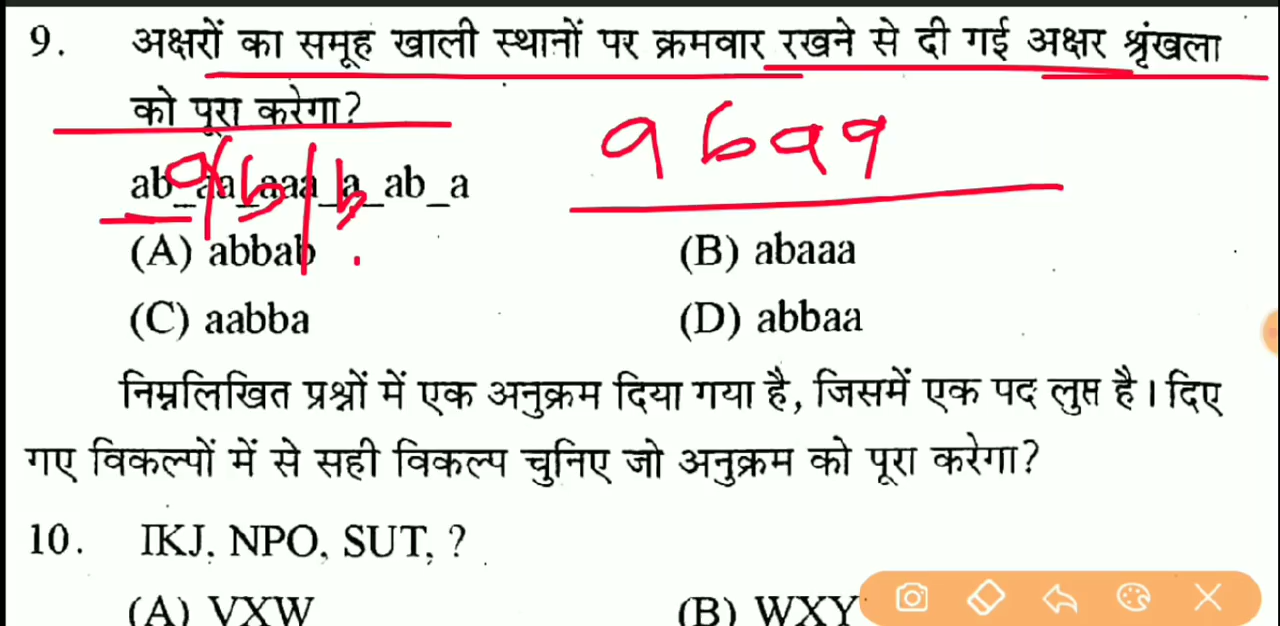 9. अक्षरों का समूह खाली स्थानों पर क्रमवार रखने से दी गई अक्षर श्रृंखला
को पूरा करेगा?
a b a a
ab_aa_aaa_a_ab_a
a b b
(A) abbab (B) abaaa
(C) aabba (D) abbaa
निम्नलिखित प्रश्नों में एक अनुक्रम दिया गया है, जिसमें एक पद लुप्त है। दिए
गए विकल्पों में से सही विकल्प चुनिए जो अनुक्रम को पूरा करेगा?
10. IKJ, NPO, SUT, ?
(A) VXW (B) WXY